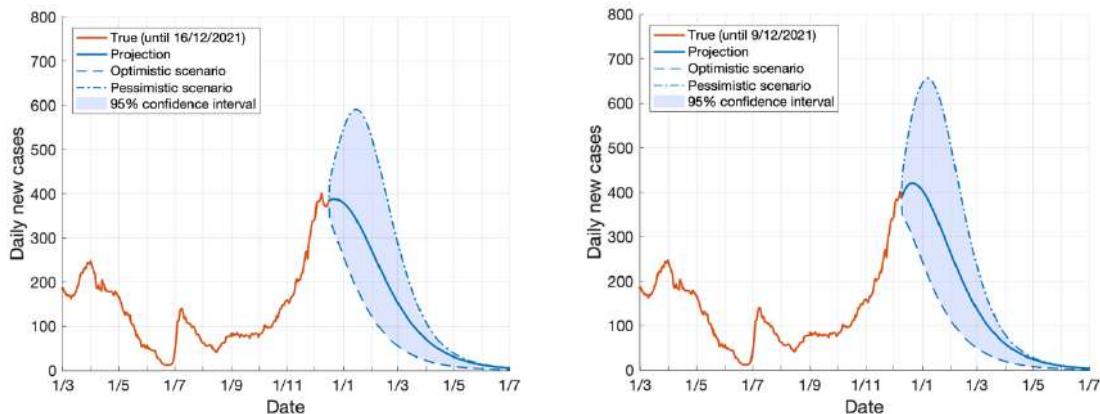 800
700
600
500
400
300
200
100
0
Daily new cases
True (until 16/12/2021)
Projection
Optimistic scenario
Pessimistic scenario
95% confidence interval
1/3 1/5 1/7 1/9 1/11 1/1 1/3 1/5 1/7
Date
800
700
600
500
400
300
200
100
0
Daily new cases
True (until 9/12/2021)
Projection
Optimistic scenario
Pessimistic scenario
95% confidence interval
1/3 1/5 1/7 1/9 1/11 1/1 1/3 1/5 1/7
Date